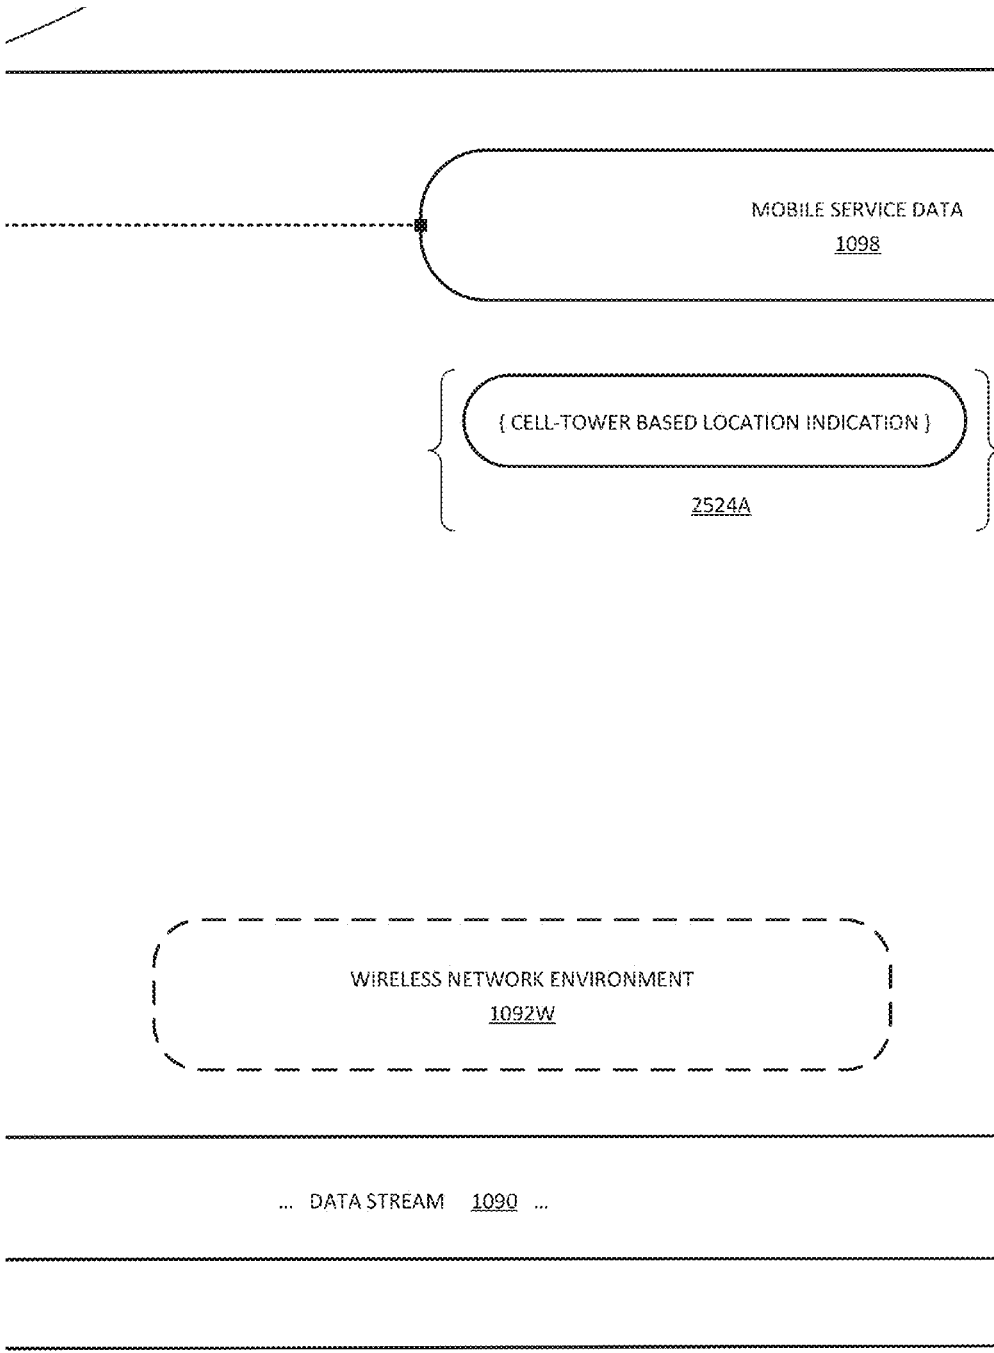 MOBILE SERVICE DATA
1098
{ CELL-TOWER BASED LOCATION INDICATION }
2524A
WIRELESS NETWORK ENVIRONMENT
1092W
... DATA STREAM 1090 ...